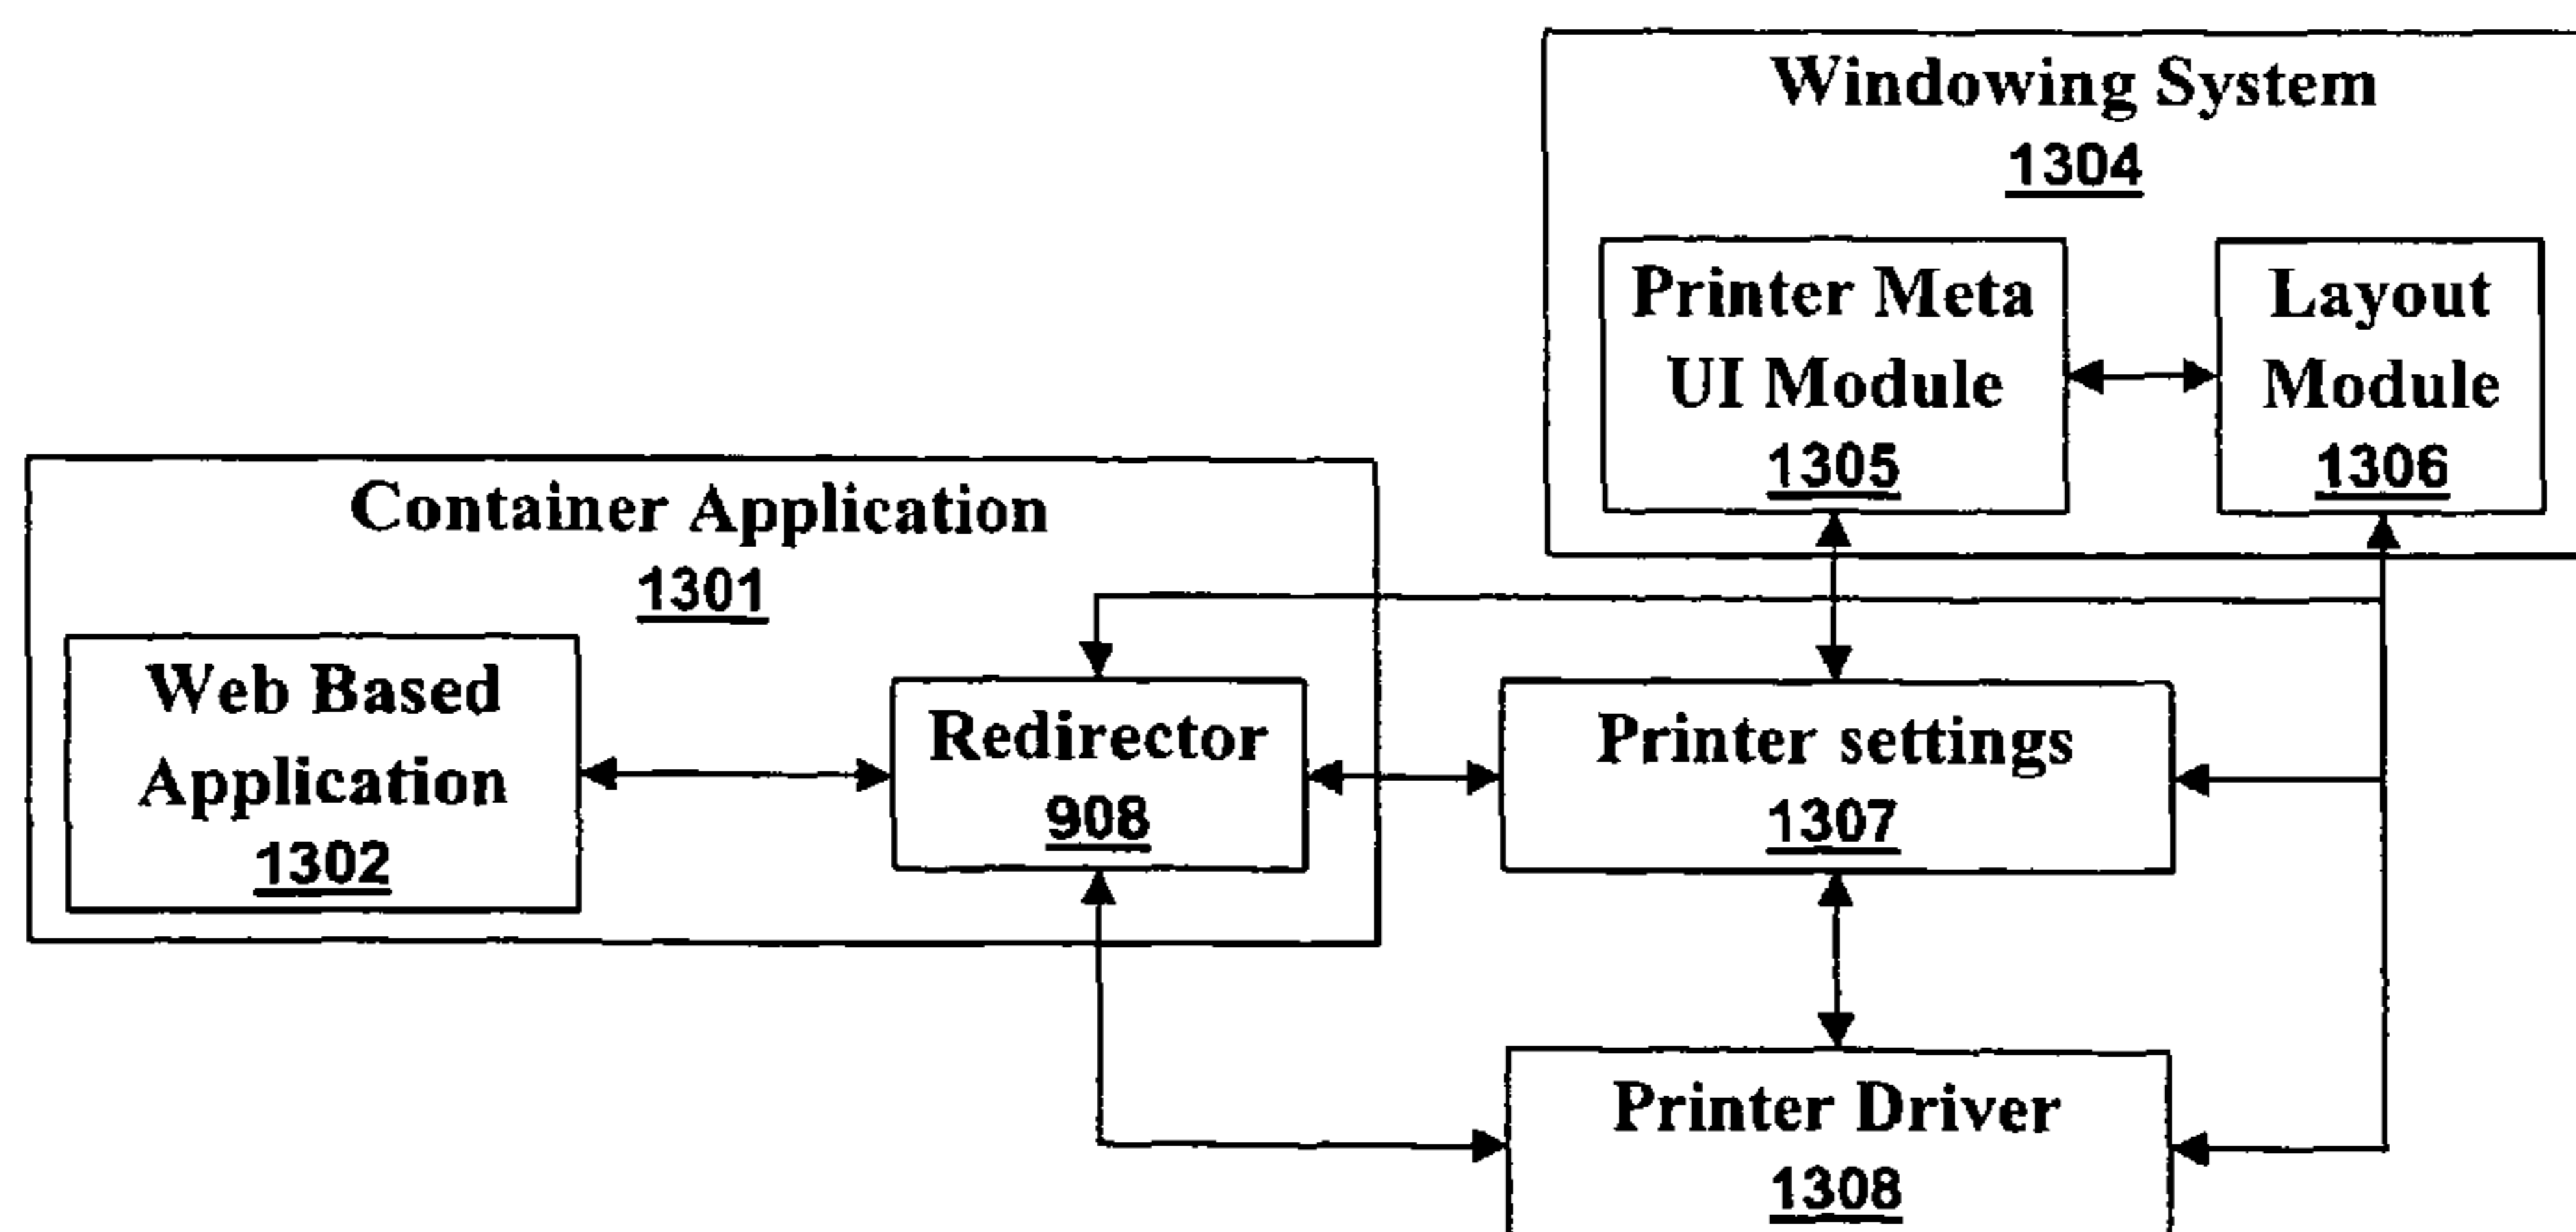 Windowing System
1304
Printer Meta
UI Module
1305
Layout
Module
1306
Container Application
1301
Web Based
Application
1302
Redirector
908
Printer settings
1307
Printer Driver
1308